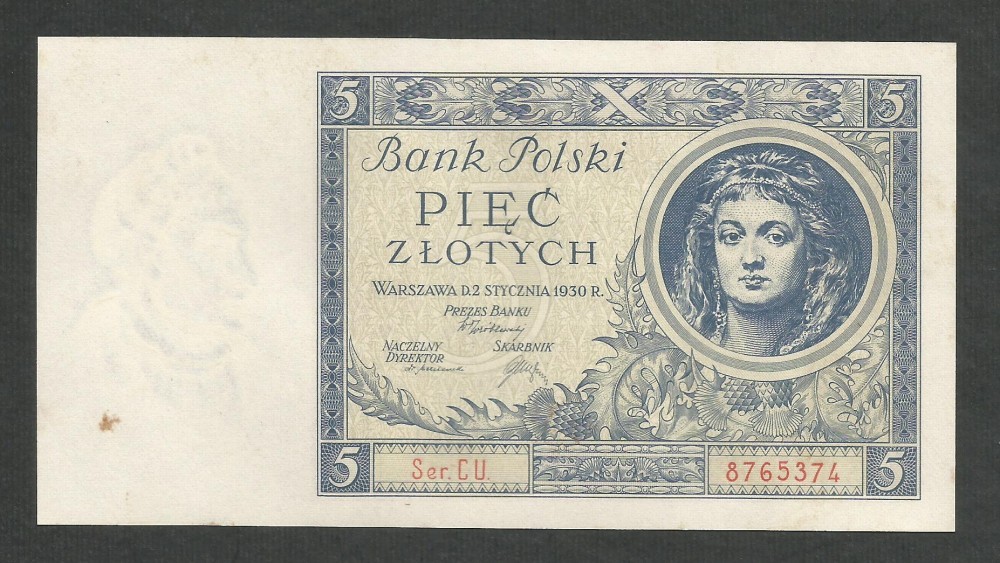 5 5
Bank Polski
PIĘĆ
ZŁOTYCH
WARSZAWA D.2 STYCZNIA 1930 R.
PREZES BANKU
NACZELNY
DYREKTOR
SKARBNIK
5 Ser. CU. 8765374 5